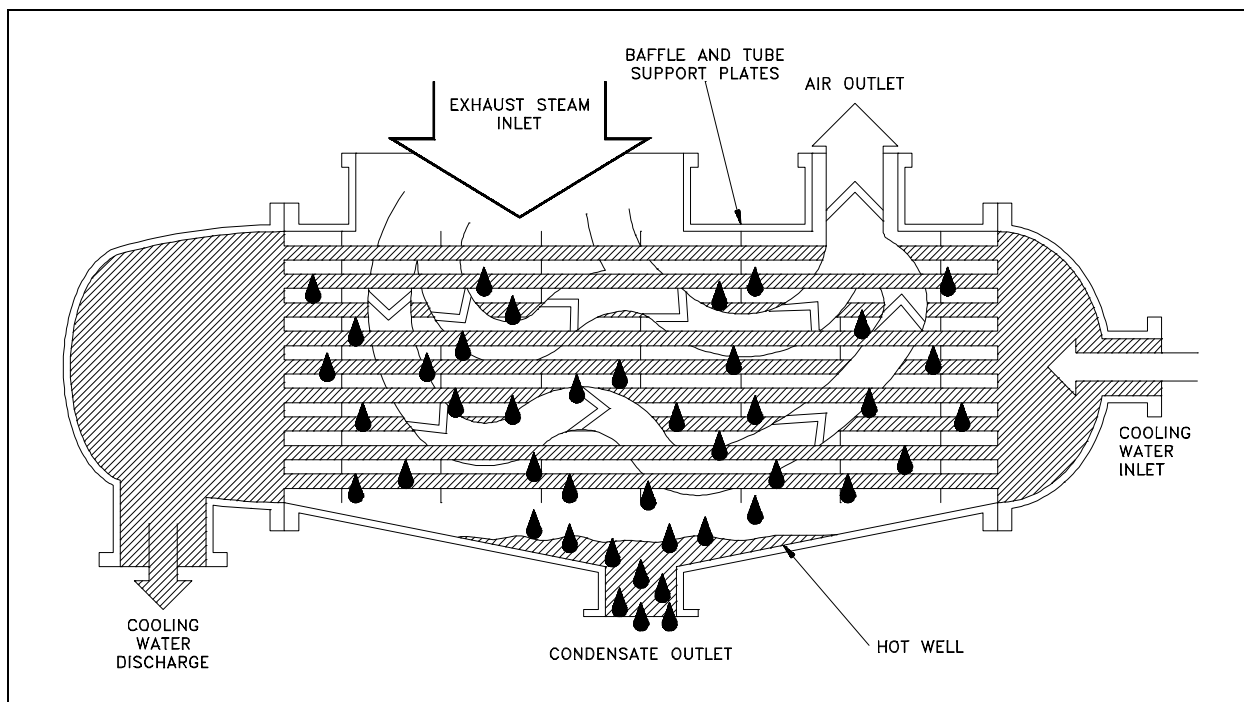 BAFFLE AND TUBE
SUPPORT PLATES
AIR OUTLET
EXHAUST STEAM
INLET
COOLING
WATER
INLET
COOLING
WATER
DISCHARGE
CONDENSATE OUTLET
HOT WELL